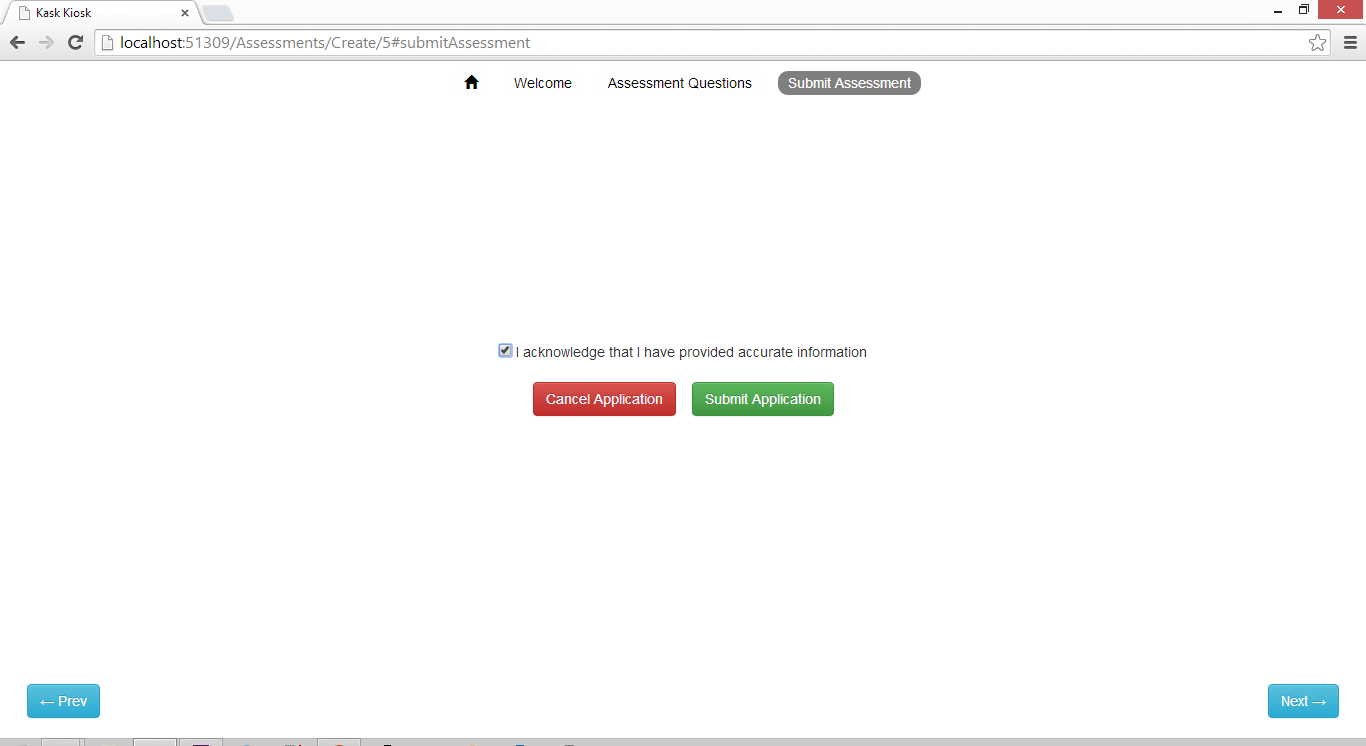 Kask Kiosk
localhost:51309/Assessments/Create/5#submitAssessment
Welcome Assessment Questions Submit Assessment
I acknowledge that I have provided accurate information
Cancel Application Submit Application
← Prev Next →